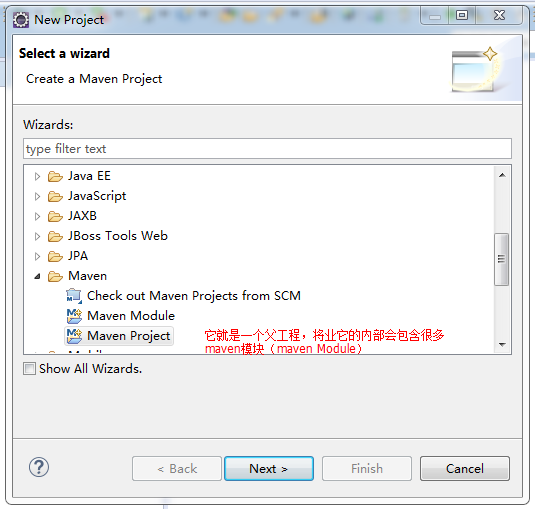 New Project
Select a wizard
Create a Maven Project
Wizards:
type filter text
Java EE
JavaScript
JAXB
JBoss Tools Web
JPA
Maven
Check out Maven Projects from SCM
Maven Module
Maven Project
它就是一个父工程，将业它的内部会包含很多
maven模块（maven Module）
Show All Wizards.
< Back
Next >
Finish
Cancel